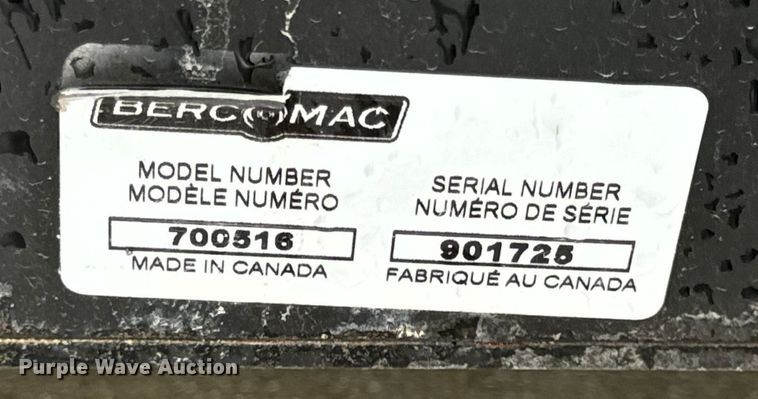 BERCOMAC
MODEL NUMBER
MODÈLE NUMÉRO
700516
MADE IN CANADA
SERIAL NUMBER
NUMÉRO DE SÉRIE
901725
FABRIQUÉ AU CANADA
Purple Wave Auction